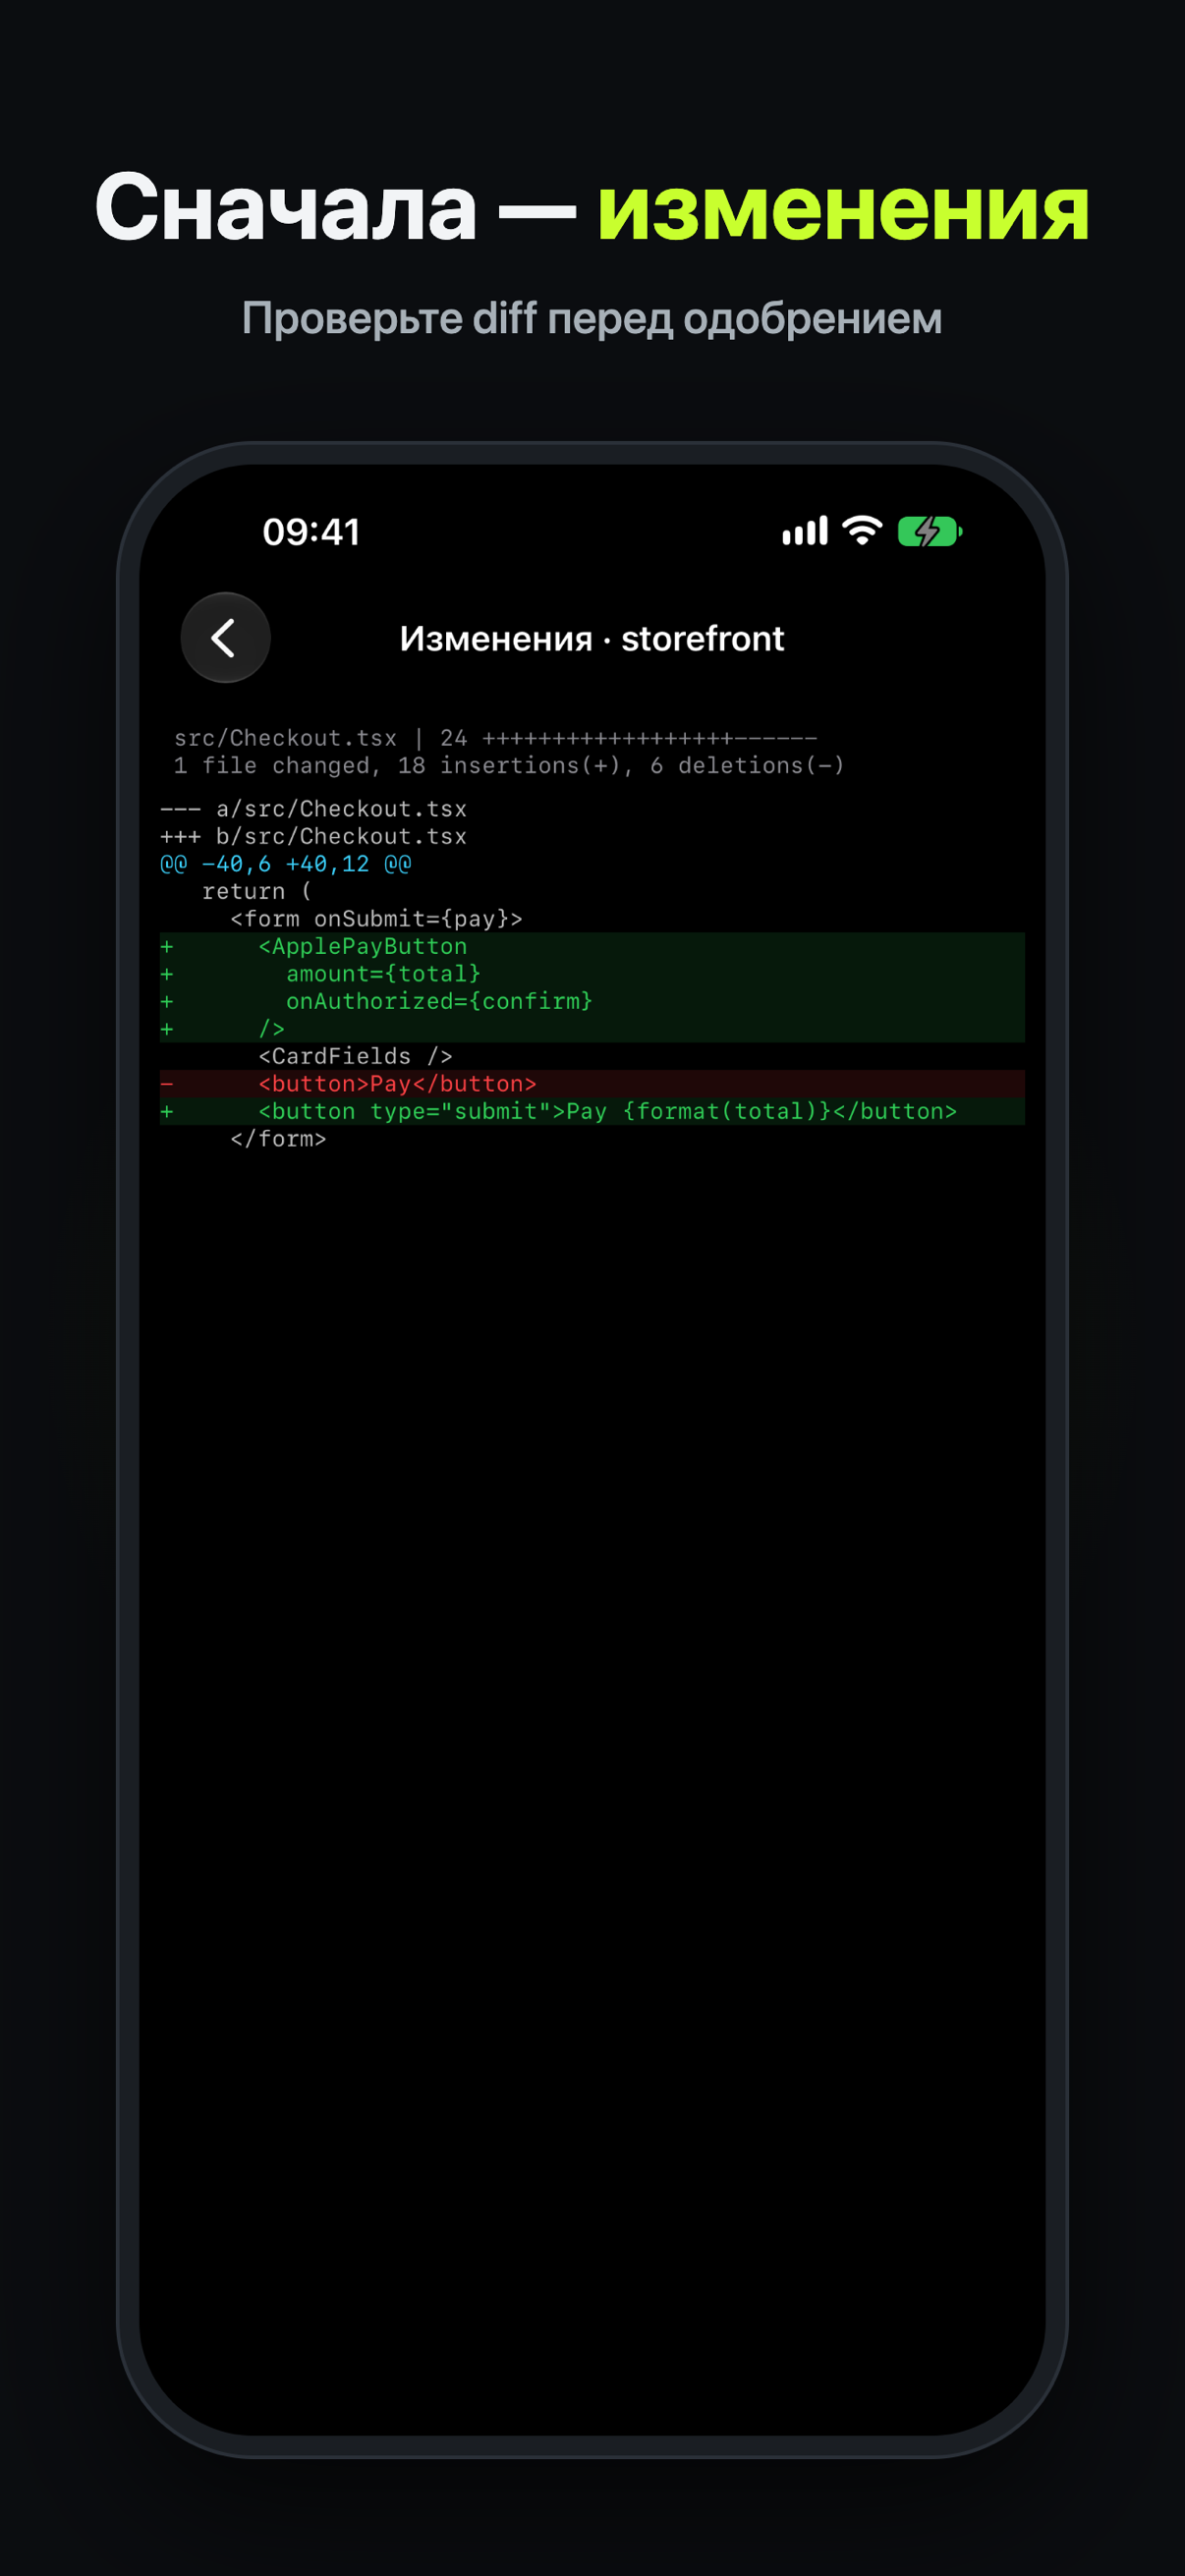 Сначала — изменения
Проверьте diff перед одобрением
09:41
Изменения · storefront
src/Checkout.tsx | 24 ++++++++++++++++++------
1 file changed, 18 insertions(+), 6 deletions(-)
--- a/src/Checkout.tsx
+++ b/src/Checkout.tsx
@@ -40,6 +40,12 @@
return (
<form onSubmit={pay}>
+ <ApplePayButton
+ amount={total}
+ onAuthorized={confirm}
+ />
<CardFields />
- <button>Pay</button>
+ <button type="submit">Pay {format(total)}</button>
</form>